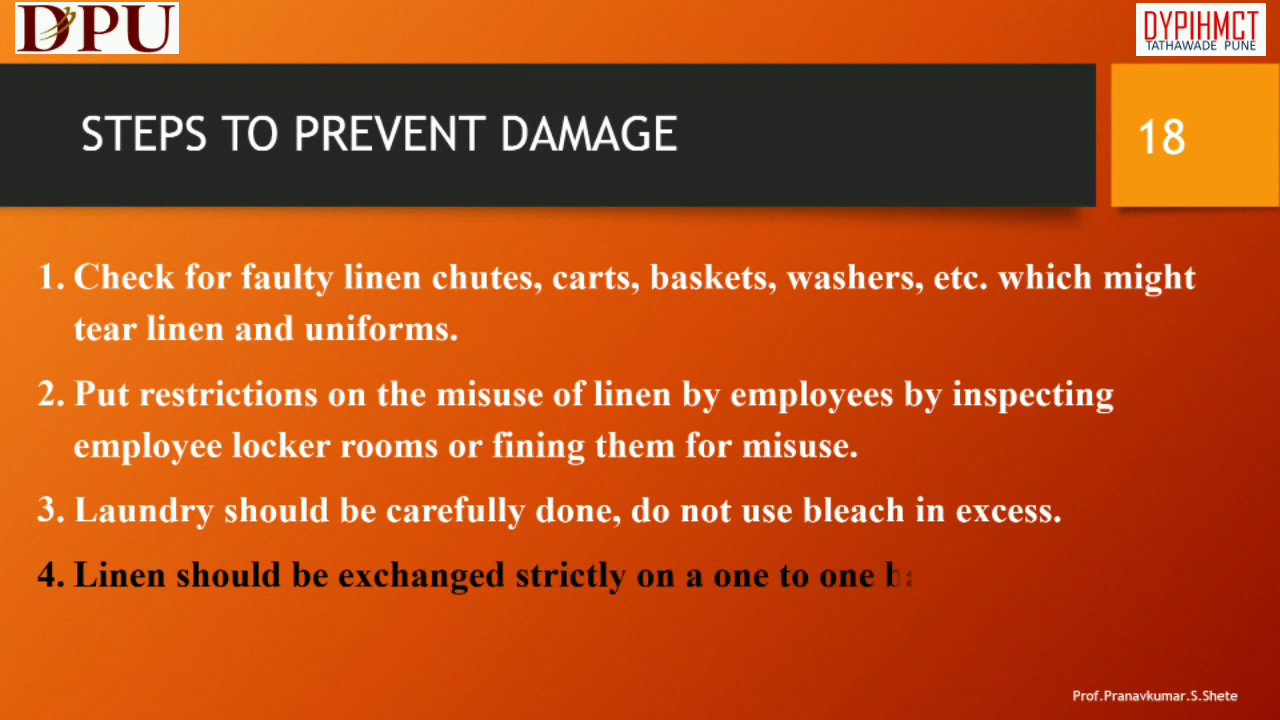 DPU
DYPIHMCT
TATHAWADE PUNE
STEPS TO PREVENT DAMAGE
18
1. Check for faulty linen chutes, carts, baskets, washers, etc. which might
tear linen and uniforms.
2. Put restrictions on the misuse of linen by employees by inspecting
employee locker rooms or fining them for misuse.
3. Laundry should be carefully done, do not use bleach in excess.
4. Linen should be exchanged strictly on a one to one
Prof.Pranavkumar.S.Shete